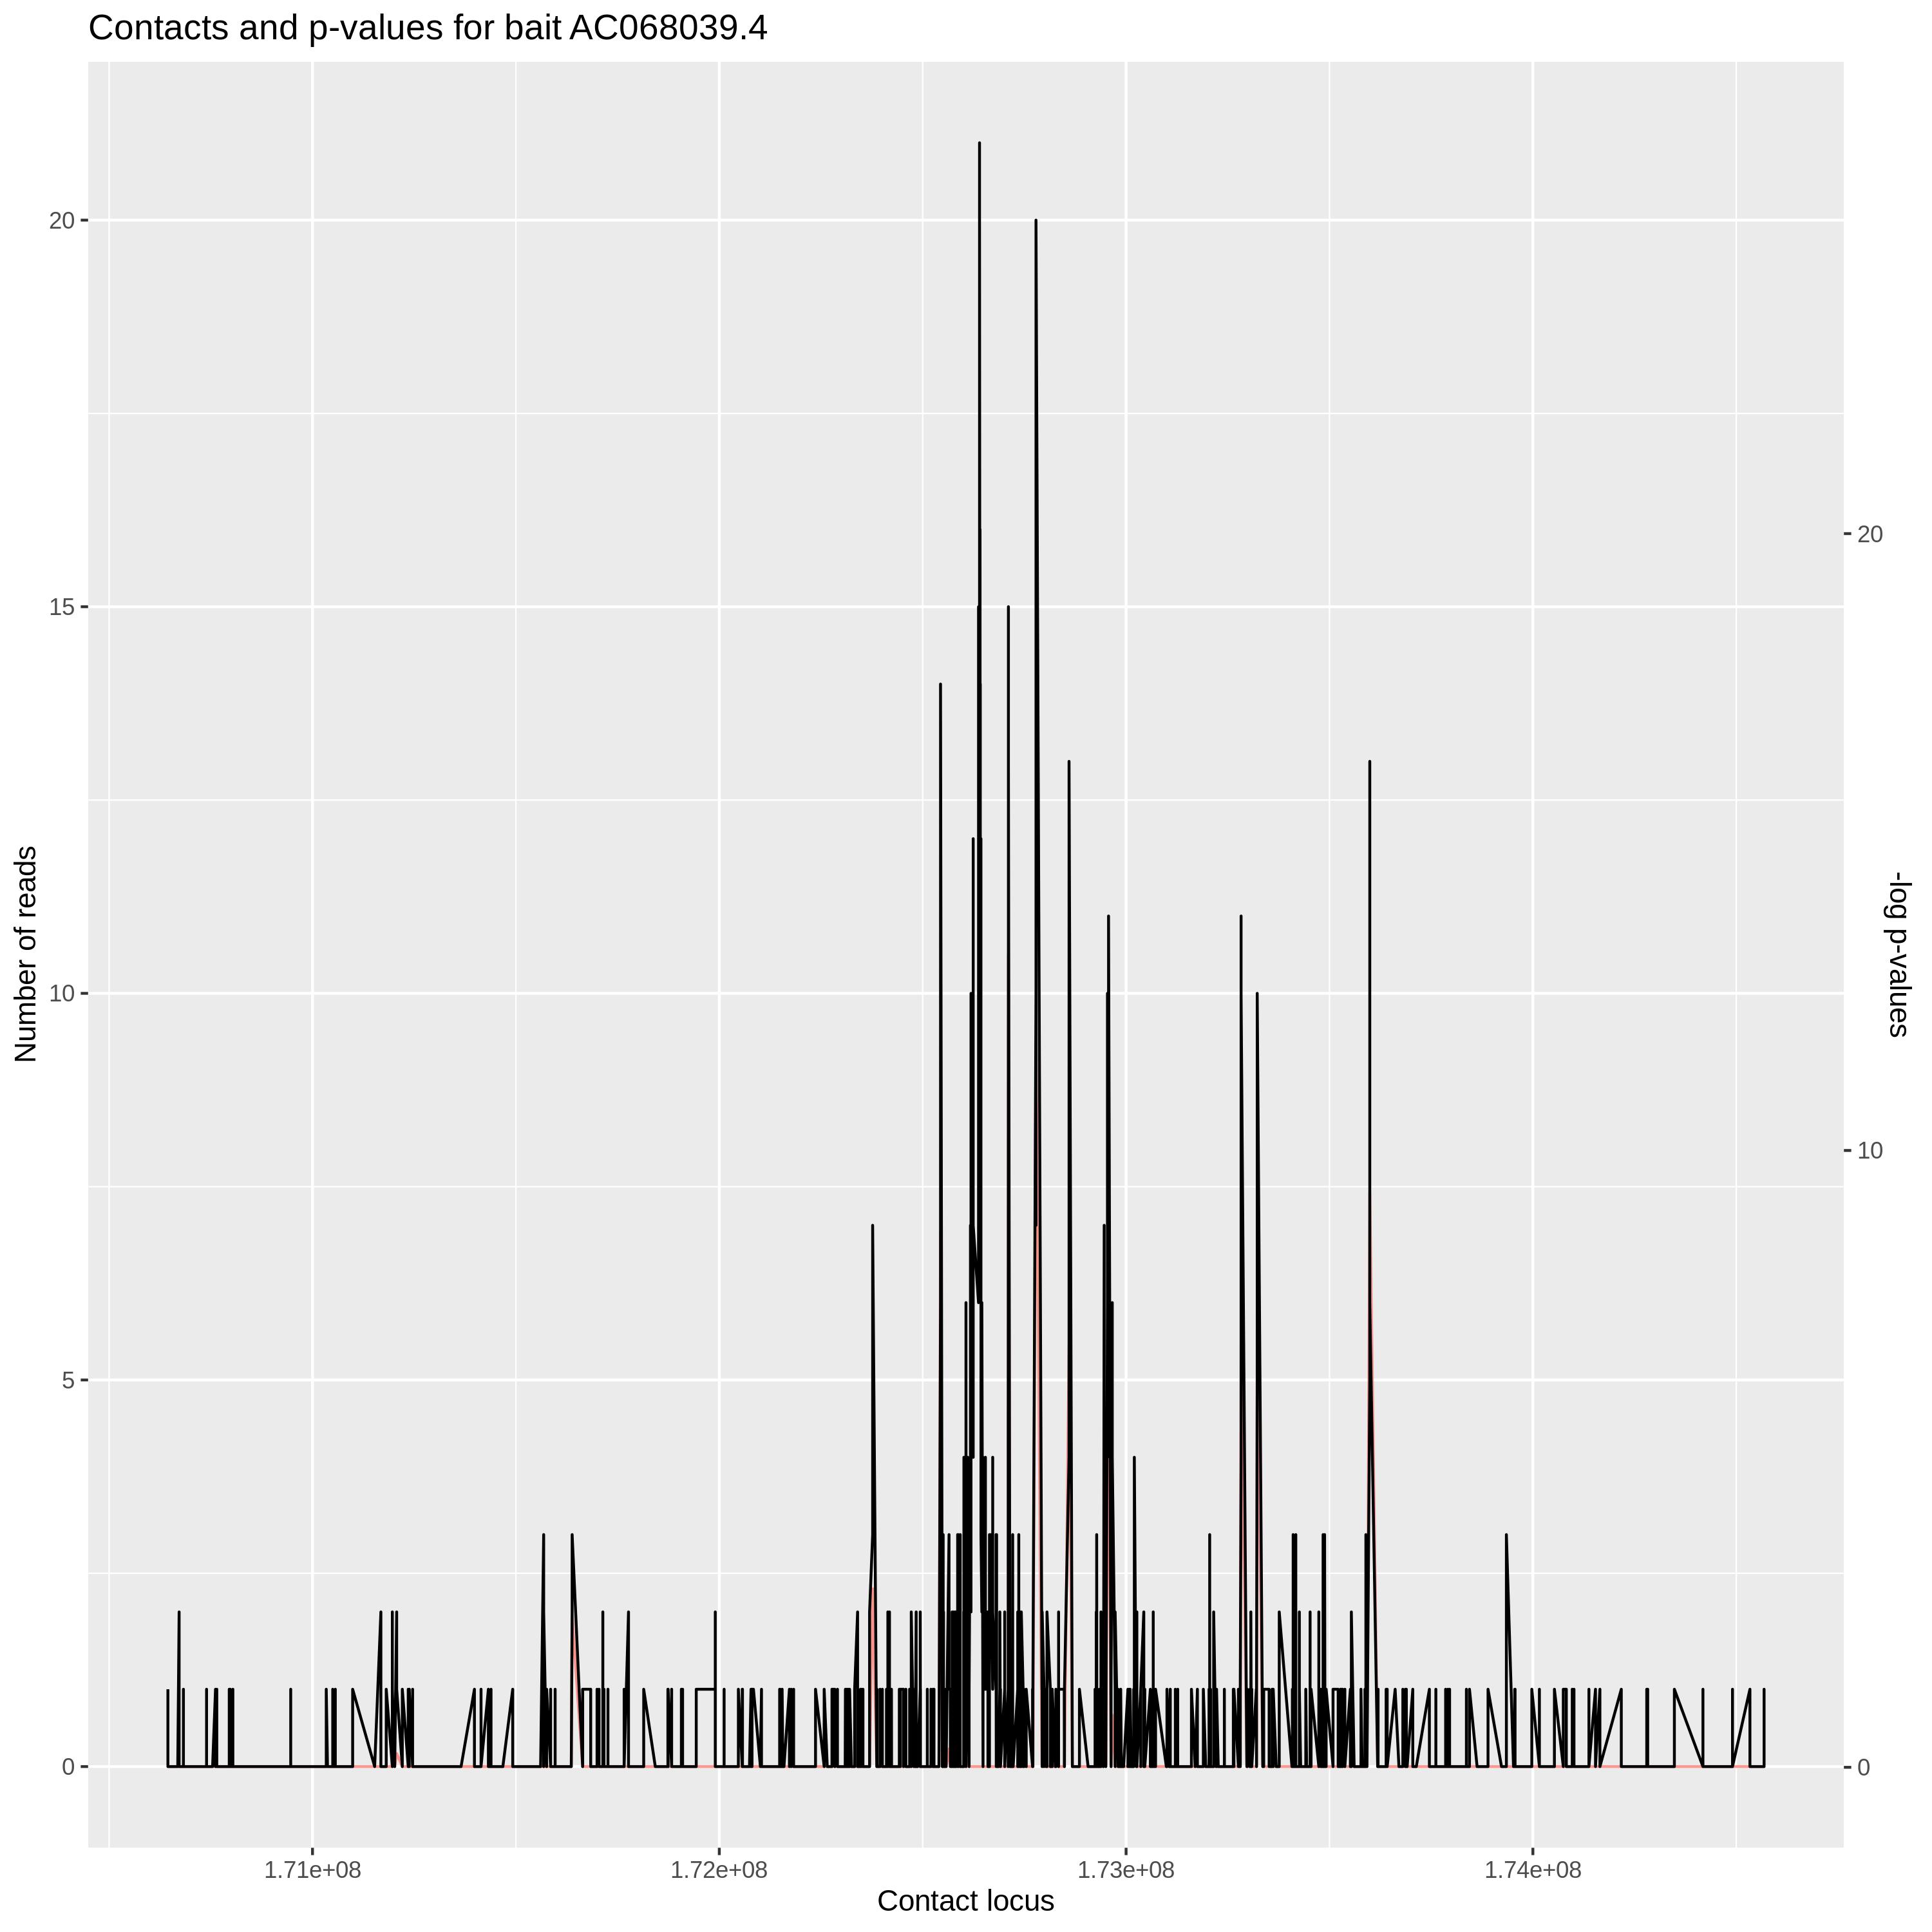 Contacts and p-values for bait AC068039.4
20
15
10
5
0
Number of reads
20
10
0
-log p-values
1.71e+08
1.72e+08
1.73e+08
1.74e+08
Contact locus